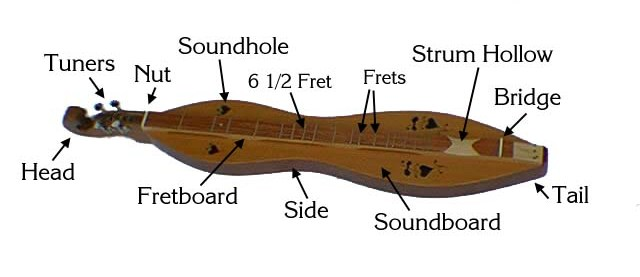 Soundhole
Strum Hollow
Tuners
Nut
6 1/2 Fret
Frets
Bridge
Head
Fretboard
Side
Soundboard
Tail